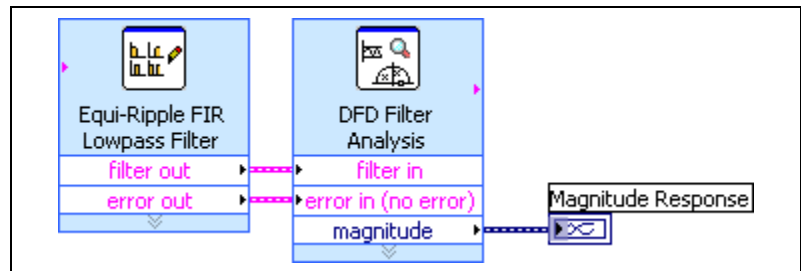 Equi-Ripple FIR
Lowpass Filter
filter out
error out
DFD Filter
Analysis
filter in
error in (no error)
magnitude
Magnitude Response